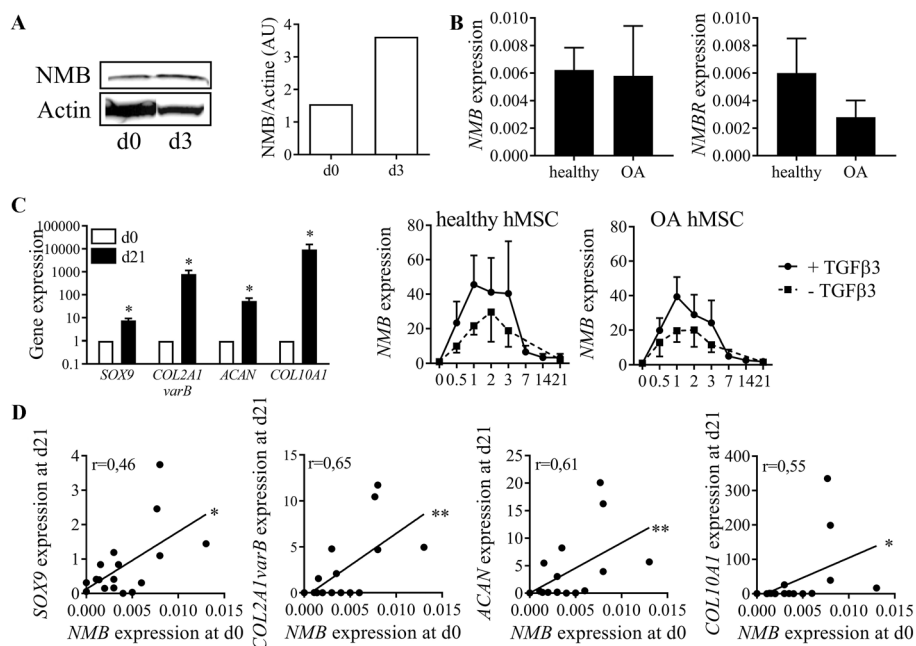 A
NMB
Actin
d0 d3
NMB/Actine (AU)
4
3
2
1
0
d0 d3
B
NMB expression
0.010
0.008
0.006
0.004
0.002
0.000
healthy OA
NMBR expression
0.010
0.008
0.006
0.004
0.002
0.000
healthy OA
C
Gene expression
100000
10000
1000
100
10
1
0.1
d0
d21
* * * *
SOX9 COL2A1 varB ACAN COL10A1
healthy hMSC
NMB expression
80
60
40
20
0
0 0.5 1 2 3 7 14 21
OA hMSC
NMB expression
80
60
40
20
0
0 0.5 1 2 3 7 14 21
+ TGFβ3
- TGFβ3
D
SOX9 expression at d21
r=0,46
4
3
2
1
0
*
0.000 0.005 0.010 0.015
NMB expression at d0
COL2A1varB expression at d21
r=0,65
15
10
5
0
**
0.000 0.005 0.010 0.015
NMB expression at d0
ACAN expression at d21
r=0,61
25
20
15
10
5
0
**
0.000 0.005 0.010 0.015
NMB expression at d0
COL10A1 expression at d21
r=0,55
400
300
200
100
0
*
0.000 0.005 0.010 0.015
NMB expression at d0